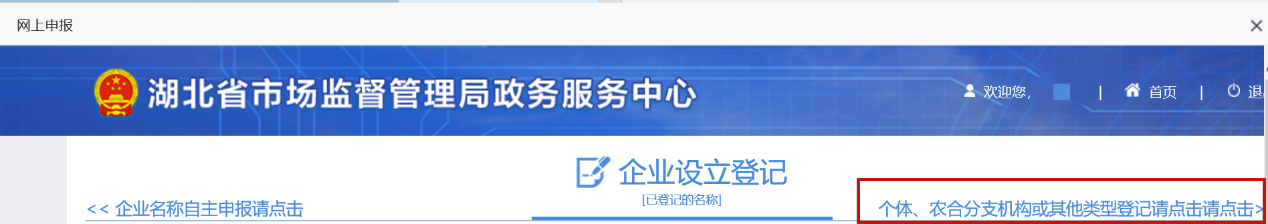 网上申报
湖北省市场监督管理局政务服务中心
欢迎您, | 首页 | 退
企业设立登记
[已登记的名称]
<< 企业名称自主申报请点击
个体、农合分支机构或其他类型登记请点击请点击>